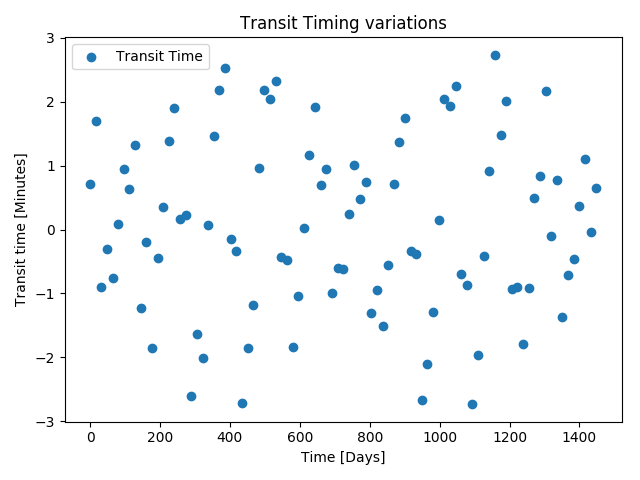 Transit Timing variations
Transit Time
3
2
1
0
−1
−2
−3
Transit time [Minutes]
0 200 400 600 800 1000 1200 1400
Time [Days]